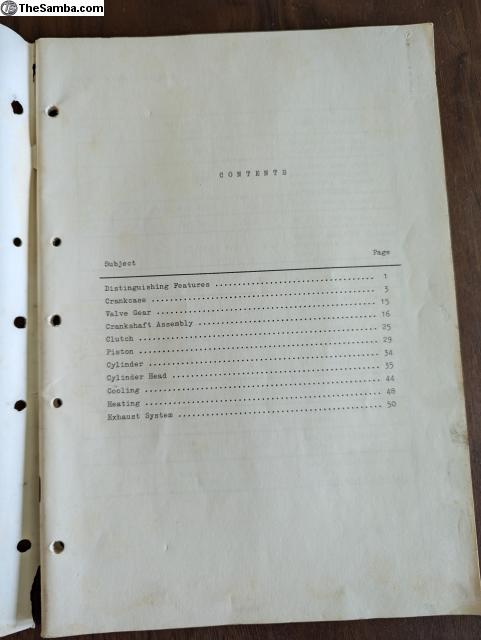 TheSamba.com
CONTENTS
Subject Page
Distinguishing Features 1
Crankcase 3
Valve Gear 15
Crankshaft Assembly 16
Clutch 25
Piston 29
Cylinder 34
Cylinder Head 35
Cooling 44
Heating 48
Exhaust System 50